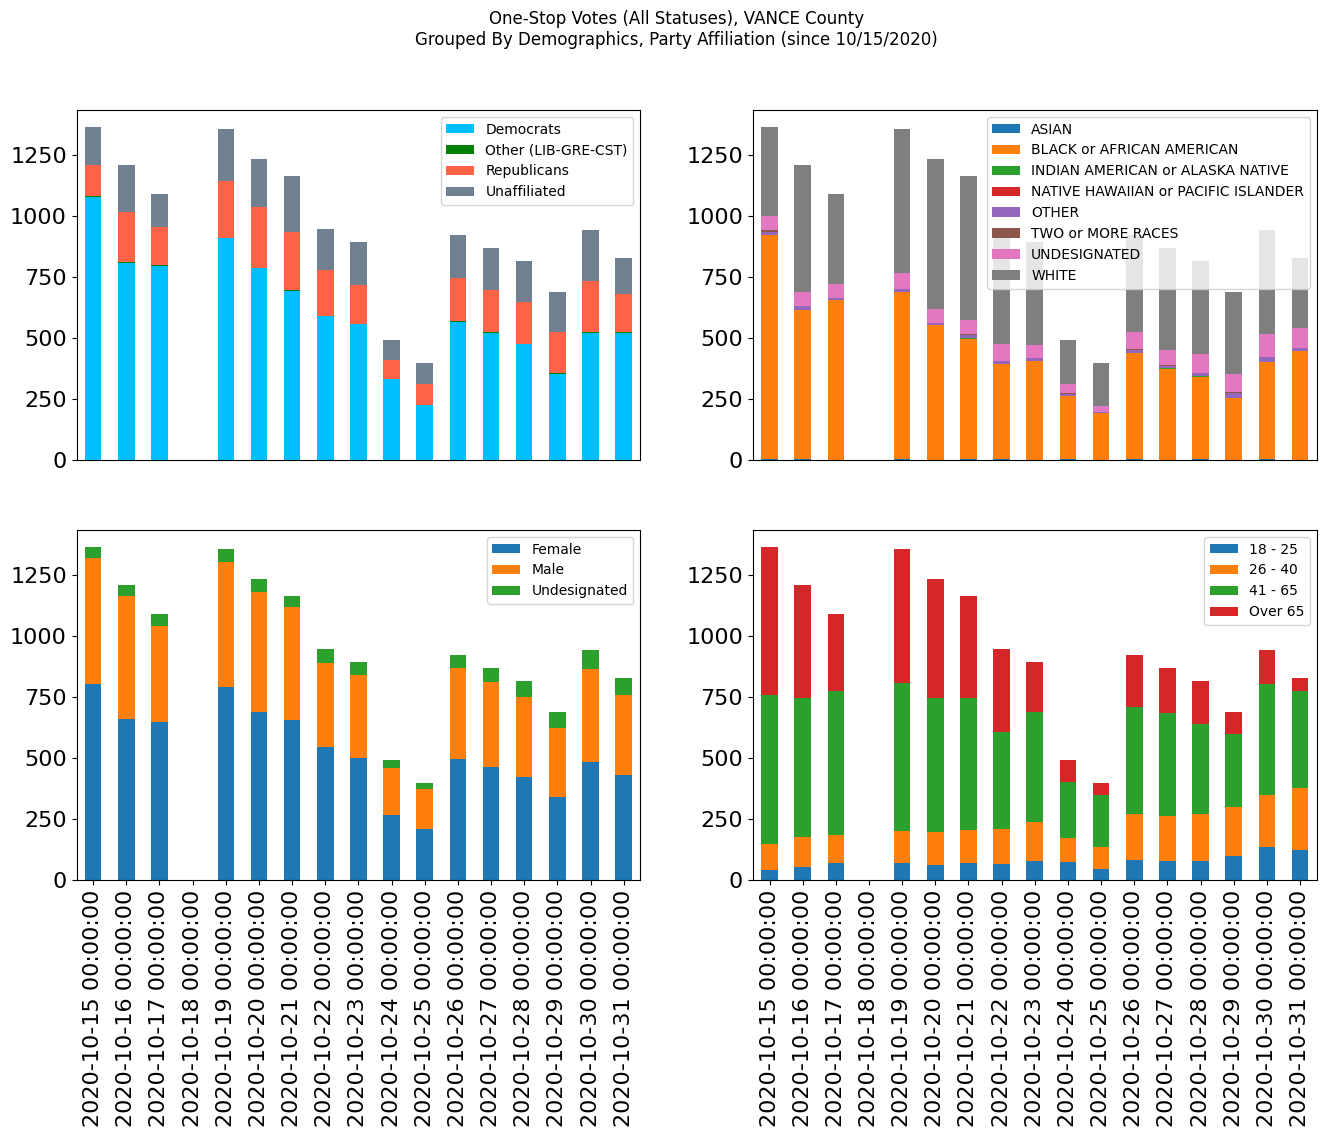 One-Stop Votes (All Statuses), VANCE County
Grouped By Demographics, Party Affiliation (since 10/15/2020)
1250
1000
750
500
250
0
Democrats
Other (LIB-GRE-CST)
Republicans
Unaffiliated
1250
1000
750
500
250
0
ASIAN
BLACK or AFRICAN AMERICAN
INDIAN AMERICAN or ALASKA NATIVE
NATIVE HAWAIIAN or PACIFIC ISLANDER
OTHER
TWO or MORE RACES
UNDESIGNATED
WHITE
1250
1000
750
500
250
0
Female
Male
Undesignated
2020-10-15 00:00:00
2020-10-16 00:00:00
2020-10-17 00:00:00
2020-10-18 00:00:00
2020-10-19 00:00:00
2020-10-20 00:00:00
2020-10-21 00:00:00
2020-10-22 00:00:00
2020-10-23 00:00:00
2020-10-24 00:00:00
2020-10-25 00:00:00
2020-10-26 00:00:00
2020-10-27 00:00:00
2020-10-28 00:00:00
2020-10-29 00:00:00
2020-10-30 00:00:00
2020-10-31 00:00:00
1250
1000
750
500
250
0
18 - 25
26 - 40
41 - 65
Over 65
2020-10-15 00:00:00
2020-10-16 00:00:00
2020-10-17 00:00:00
2020-10-18 00:00:00
2020-10-19 00:00:00
2020-10-20 00:00:00
2020-10-21 00:00:00
2020-10-22 00:00:00
2020-10-23 00:00:00
2020-10-24 00:00:00
2020-10-25 00:00:00
2020-10-26 00:00:00
2020-10-27 00:00:00
2020-10-28 00:00:00
2020-10-29 00:00:00
2020-10-30 00:00:00
2020-10-31 00:00:00